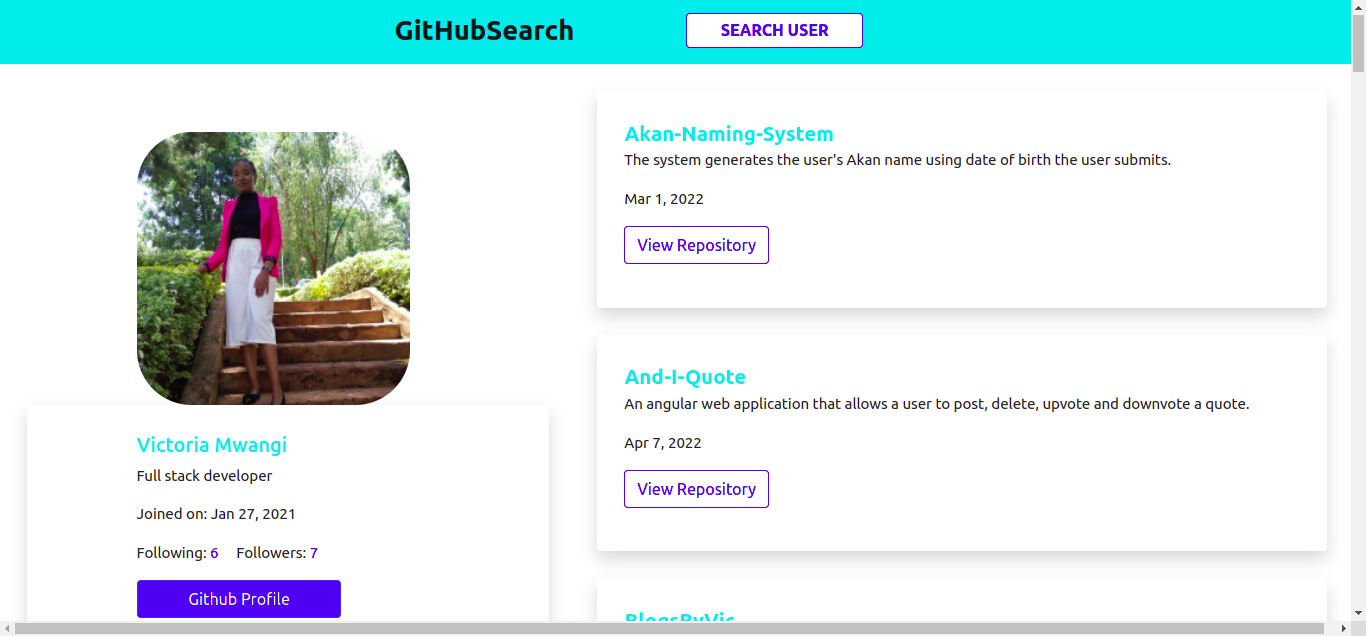 GitHubSearch
SEARCH USER
Victoria Mwangi
Full stack developer
Joined on: Jan 27, 2021
Following: 6 Followers: 7
Github Profile
Akan-Naming-System
The system generates the user's Akan name using date of birth the user submits.
Mar 1, 2022
View Repository
And-I-Quote
An angular web application that allows a user to post, delete, upvote and downvote a quote.
Apr 7, 2022
View Repository
BlogsByVic